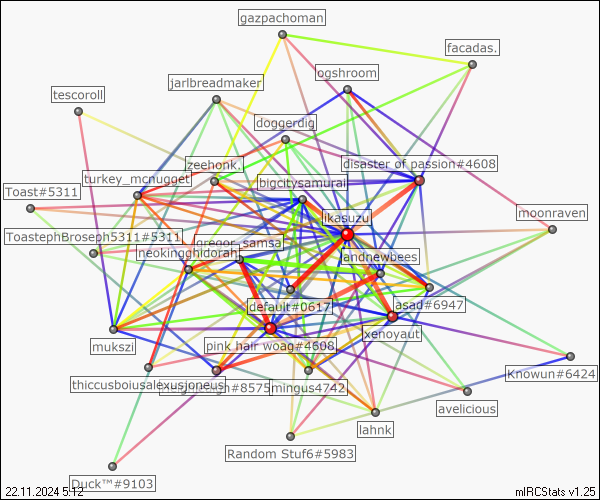 gazpachoman
facadas.
ogshroom
jarlbreadmaker
tescoroll
doggerdig
zeehonk.
disaster of passion#4608
turkey_mcnugget
bigcitysamurai
Toast#5311
ikasuzu
moonraven
ToastephBroseph5311#5311
gregor_samsa
neokingghidorah
landnewbees
default#0617
asad#6947
xenoyaut
mukszi
pink hair woag#4608
thiccusboiusalexusjoneus
#8575
mingus4742
Knowun#6424
avelicious
lahnk
Random Stuf6#5983
Duck™#9103
22.11.2024 5:12
mIRCStats v1.25